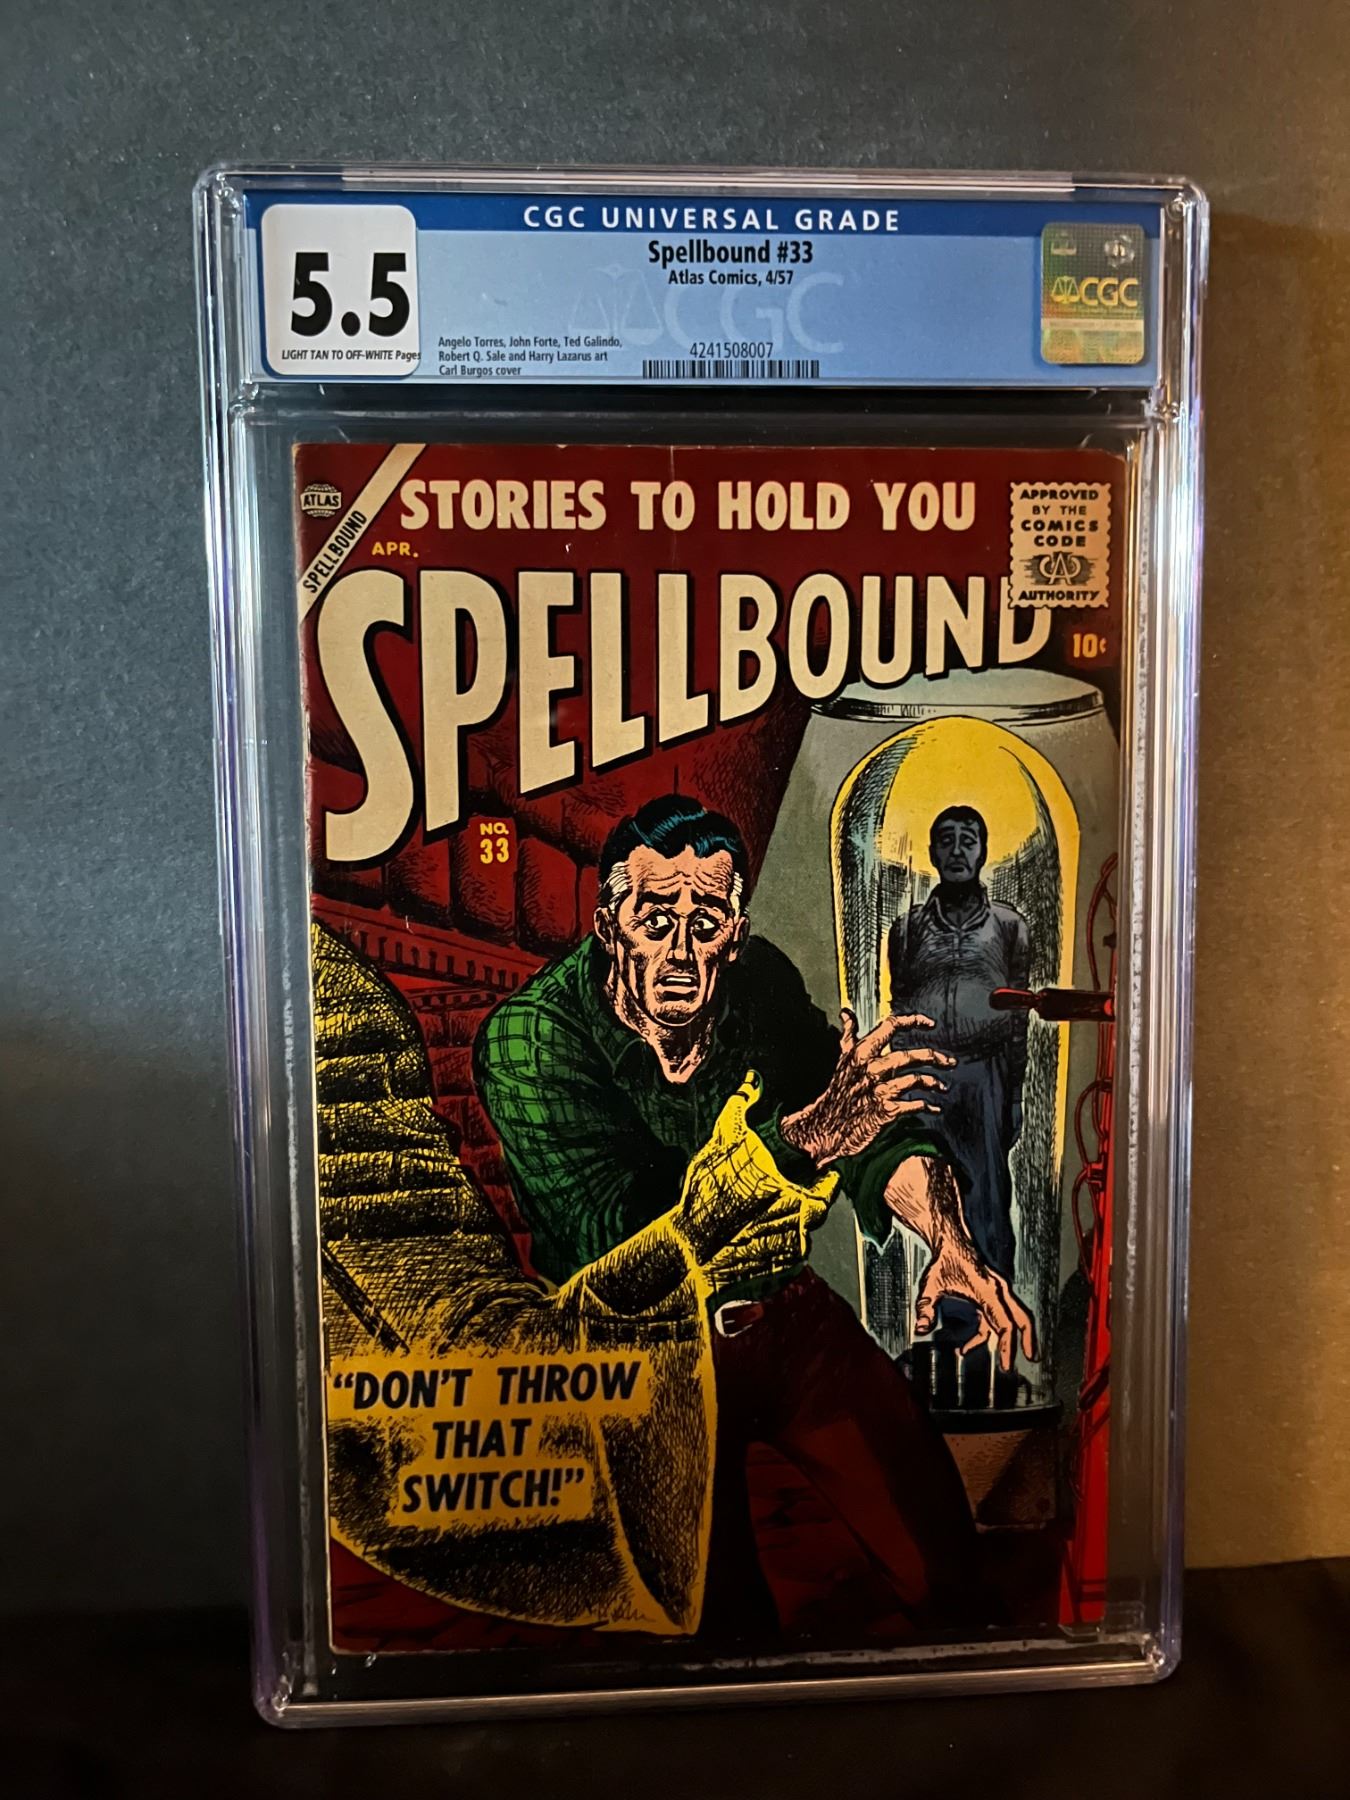 CGC UNIVERSAL GRADE
5.5
LIGHT TAN TO OFF-WHITE Pages
Spellbound #33
Atlas Comics, 4/57
CGC
Angelo Torres, John Forte, Ted Galindo,
Robert Q. Sale and Harry Lazarus art
Carl Burgos cover
4241508007
CGC
ATLAS
SPELLBOUND
STORIES TO HOLD YOU
APR.
SPELLBOUND
APPROVED
BY THE
COMICS
CODE
CA
AUTHORITY
10¢
NO.
33
"DON'T THROW
THAT
SWITCH!"